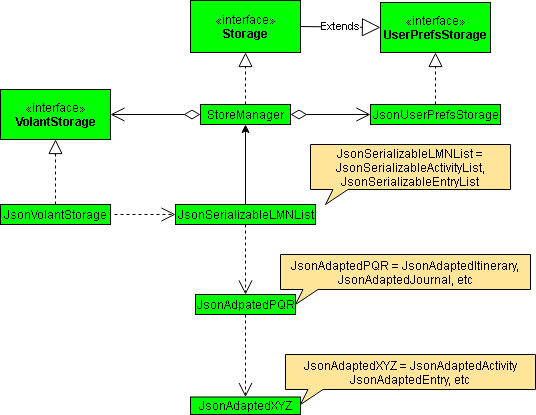 «interface»
Storage
Extends
«interface»
UserPrefsStorage
«interface»
VolantStorage
StoreManager
JsonUserPrefsStorage
JsonSerializableLMNList =
JsonSerializableActivityList,
JsonSerializableEntryList
JsonVolantStorage
JsonSerializableLMNList
JsonAdaptedPQR = JsonAdaptedItinerary,
JsonAdaptedJournal, etc
JsonAdpatedPQR
JsonAdaptedXYZ = JsonAdaptedActivity
JsonAdaptedEntry, etc
JsonAdaptedXYZ